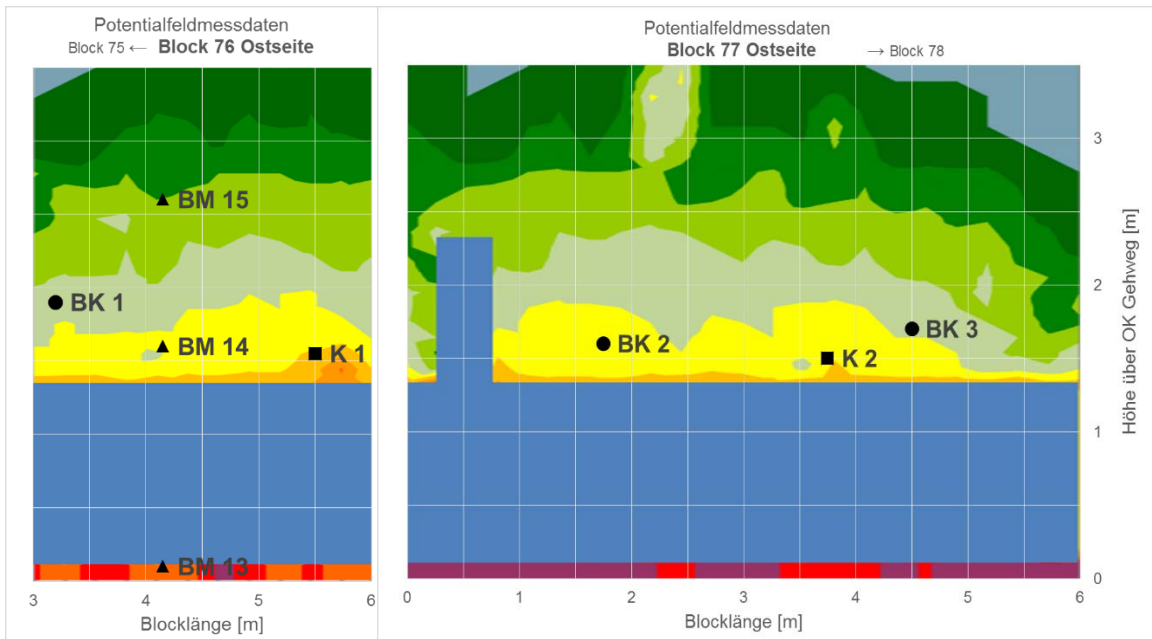 Potentialfeldmessdaten
Block 75 ← Block 76 Ostseite
Potentialfeldmessdaten
Block 77 Ostseite → Block 78
BM 15
BK 1
BM 14
K 1
BM 13
3 4 5 6
Blocklänge [m]
BK 2
BK 3
K 2
3
2
1
0
Höhe über OK Gehweg [m]
0 1 2 3 4 5 6
Blocklänge [m]